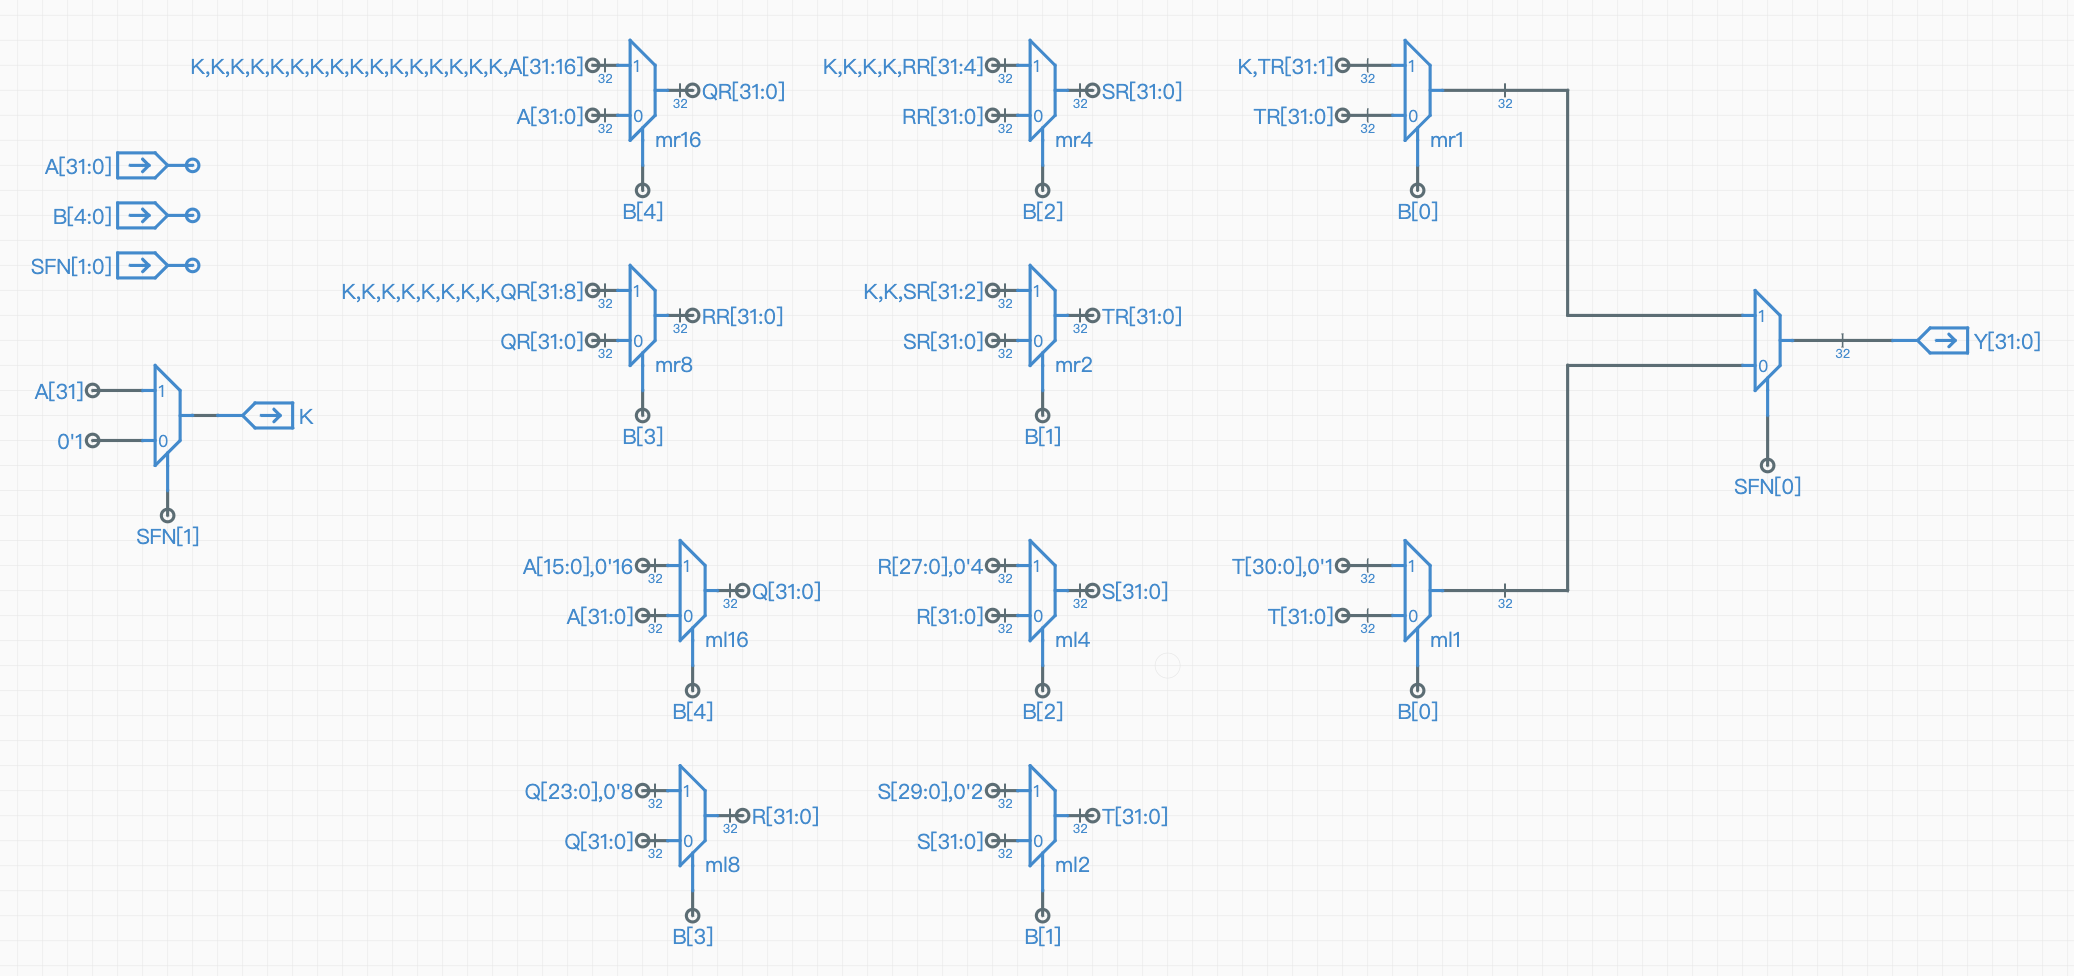 K,K,K,K,K,K,K,K,K,K,K,K,K,K,K,K,A[31:16]
32
1
A[31:0]
32
0
32
QR[31:0]
mr16
B[4]
K,K,K,K,RR[31:4]
32
1
RR[31:0]
32
0
32
SR[31:0]
mr4
B[2]
K,TR[31:1]
32
1
TR[31:0]
32
0
32
mr1
B[0]
A[31:0]
B[4:0]
SFN[1:0]
K,K,K,K,K,K,K,K,QR[31:8]
32
1
QR[31:0]
32
0
32
RR[31:0]
mr8
B[3]
K,K,SR[31:2]
32
1
SR[31:0]
32
0
32
TR[31:0]
mr2
B[1]
1
0
32
Y[31:0]
SFN[0]
A[31]
1
0'1
0
K
SFN[1]
A[15:0],0'16
32
1
A[31:0]
32
0
32
Q[31:0]
ml16
B[4]
R[27:0],0'4
32
1
R[31:0]
32
0
32
S[31:0]
ml4
B[2]
T[30:0],0'1
32
1
T[31:0]
32
0
32
ml1
B[0]
Q[23:0],0'8
32
1
Q[31:0]
32
0
32
R[31:0]
ml8
B[3]
S[29:0],0'2
32
1
S[31:0]
32
0
32
T[31:0]
ml2
B[1]